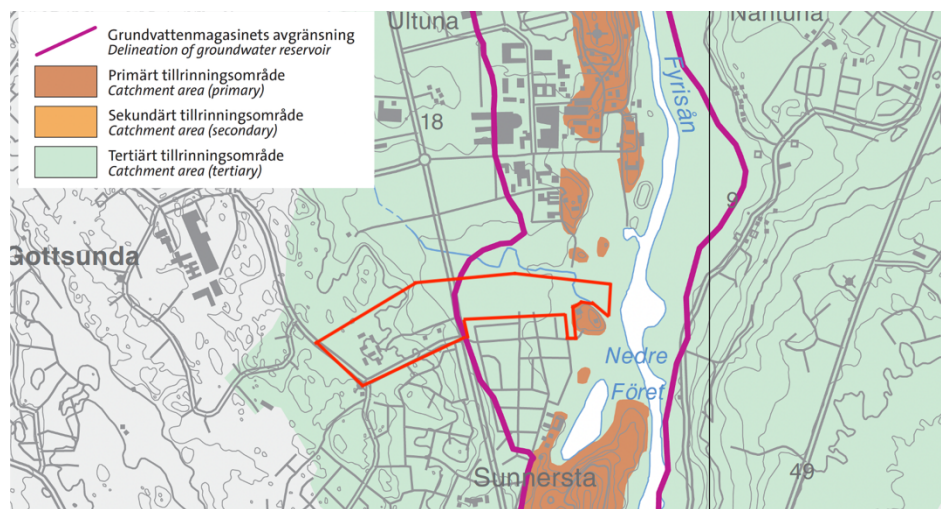 Grundvattenmagasinets avgränsning
Delineation of groundwater reservoir
Primärt tillrinningsområde
Catchment area (primary)
Sekundärt tillrinningsområde
Catchment area (secondary)
Tertiärt tillrinningsområde
Catchment area (tertiary)
Ultuna
Nantuna
Fyrisån
18
9
Gottsunda
Nedre
Föret
Sunnersta
49